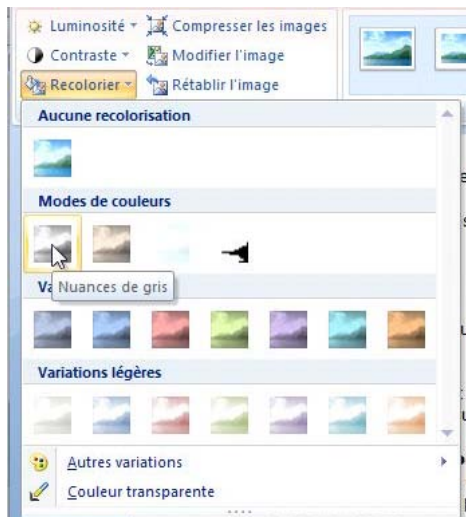 Luminosité
Compresser les images
Contraste
Modifier l'image
Recolorier
Rétablir l'image
Aucune recolorisation
Modes de couleurs
Nuances de gris
Variations légères
Autres variations
Couleur transparente